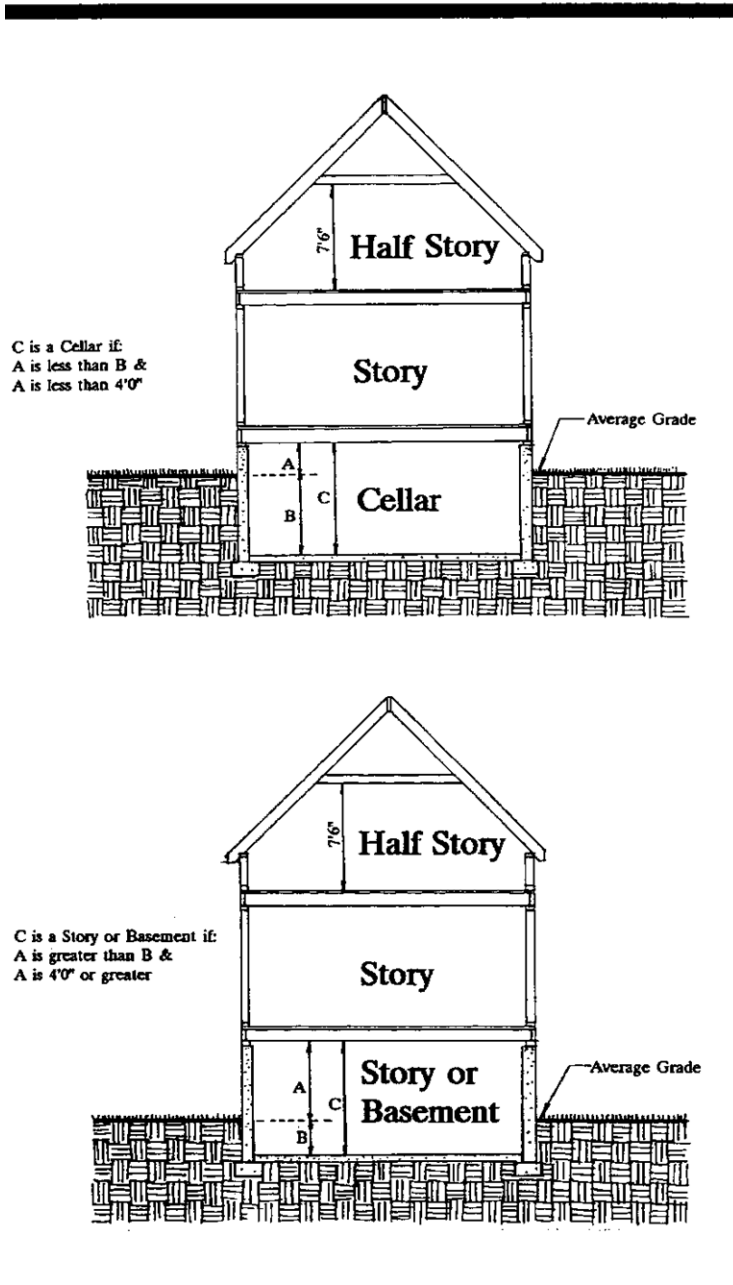 7'6"
Half Story
C is a Cellar if:
A is less than B &
A is less than 4'0"
Story
Average Grade
A
B
C
Cellar
7'6"
Half Story
C is a Story or Basement if:
A is greater than B &
A is 4'0" or greater
Story
Average Grade
A
B
C
Story or
Basement